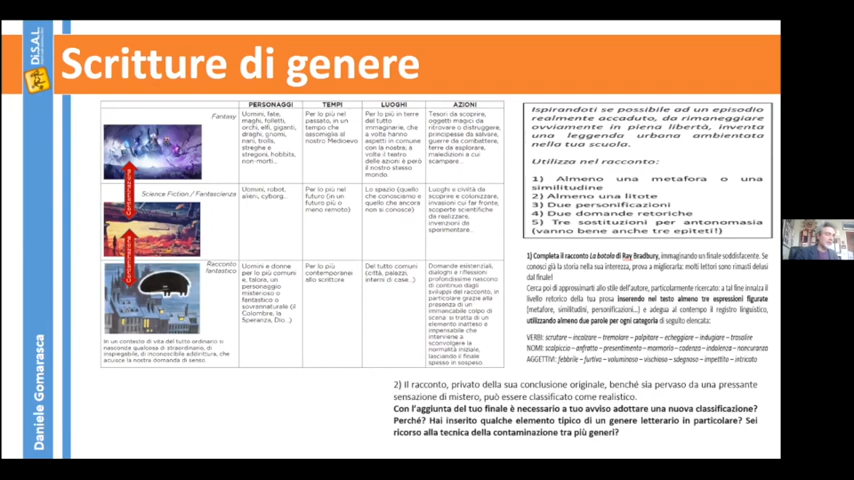 Di.S.A.L.
Scritture di genere
PERSONAGGI TEMPI LUOGHI AZIONI
Fantasy
Uomini, fate,
maghi, folletti,
orchi, elfi, giganti,
draghi, gnomi,
nani, trolls,
streghe e
stregoni, hobbits,
non-morti...
Per lo più nel
passato, in un
tempo che
assomiglia al
nostro Medioevo
Per lo più in terre
del tutto
immaginarie, che
a volte hanno
aspetti in comune
con la nostra; a
volte il teatro
delle azioni è però
il nostro stesso
mondo.
Tesori da scoprire,
oggetti magici da
ritrovare o distruggere,
principesse da salvare,
guerre da combattere,
terre da esplorare,
maledizioni a cui
scampare...
Contaminazione
Science Fiction / Fantascienza
Uomini, robot,
alieni, cyborg...
Per lo più nel
futuro (in un
futuro più o
meno remoto)
Lo spazio (quello
che conosciamo e
quello che ancora
non si conosce)
Luoghi e civiltà da
scoprire e colonizzare,
invasioni cui far fronte,
scoperte scientifiche
da realizzare,
invenzioni da
sperimentare...
Contaminazione
Racconto
fantastico
Uomini e donne
per lo più comuni
e, talora, un
personaggio
misterioso o
fantastico o
sovrannaturale (il
Colombre, la
Speranza, Dio...)
Per lo più
contemporanei
allo scrittore
Del tutto comuni
(città, palazzi,
interni di case...)
Domande esistenziali,
dialoghi e riflessioni
profondissime nascono
di continuo dagli
sviluppi del racconto, in
particolare grazie alla
presenza di un
immancabile colpo di
scena: si tratta di un
elemento inatteso e
impensabile che
interviene a
sconvolgere la
normalità iniziale,
lasciando il finale
spesso in sospeso.
In un contesto di vita del tutto ordinario si
nasconde qualcosa di straordinario, di
inspiegabile, di inconoscibile addirittura, che
acuisce la nostra domanda di senso.
Ispirandoti se possibile ad un episodio
realmente accaduto, da rimaneggiare
ovviamente in piena libertà, inventa
una leggenda urbana ambientata
nella tua scuola.
Utilizza nel racconto:
1) Almeno una metafora o una
similitudine
2) Almeno una litote
3) Due personificazioni
4) Due domande retoriche
5) Tre sostituzioni per antonomasia
(vanno bene anche tre epiteti!)
1) Completa il racconto La botola di Ray Bradbury, immaginando un finale soddisfacente. Se
conosci già la storia nella sua interezza, prova a migliorarla: molti lettori sono rimasti delusi
dal finale!
Cerca poi di approssimarti allo stile dell'autore, particolarmente ricercato: a tal fine innalza il
livello retorico della tua prosa inserendo nel testo almeno tre espressioni figurate
(metafore, similitudini, personificazioni...) e adegua al contempo il registro linguistico,
utilizzando almeno due parole per ogni categoria di seguito elencata:
VERBI: scrutare – incalzare – tremolare – palpitare – echeggiare – indugiare – trasalire
NOMI: scalpiccio – anfratto – presentimento – marmoria – cadenza – indolenza – noncuranza
AGGETTIVI: febbrile – furtivo – voluminoso – vischioso – sdegnoso – impettito – intricato
2) Il racconto, privato della sua conclusione originale, benché sia pervaso da una pressante
sensazione di mistero, può essere classificato come realistico.
Con l'aggiunta del tuo finale è necessario a tuo avviso adottare una nuova classificazione?
Perché? Hai inserito qualche elemento tipico di un genere letterario in particolare? Sei
ricorso alla tecnica della contaminazione tra più generi?
Daniele Gomarasca